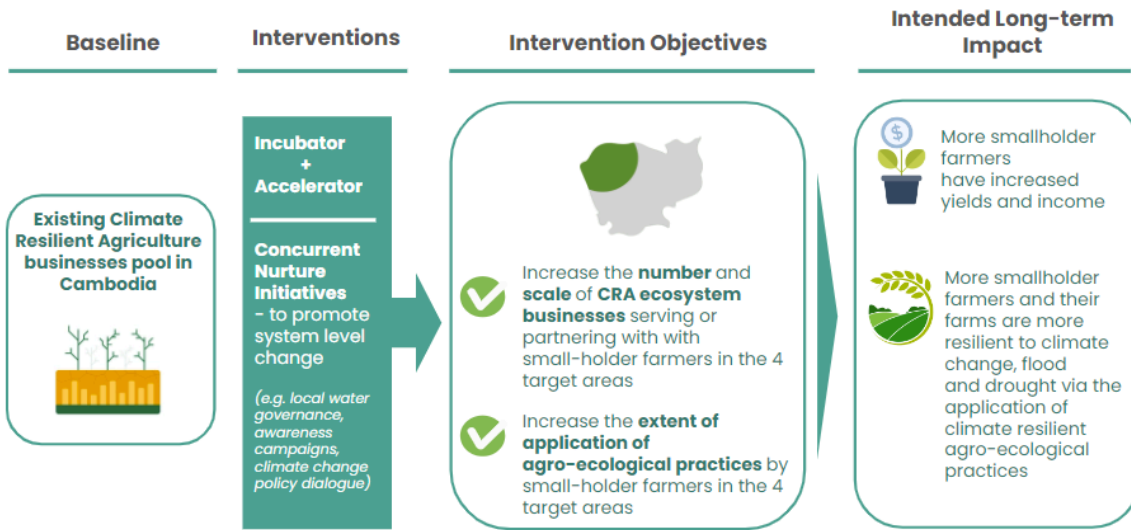 Baseline
Existing Climate
Resilient Agriculture
businesses pool in
Cambodia
Interventions
Incubator
+
Accelerator
Concurrent
Nurture
Initiatives
- to promote
system level
change
(e.g. local water
governance,
awareness
campaigns,
climate change
policy dialogue)
Intervention Objectives
Increase the number and
scale of CRA ecosystem
businesses serving or
partnering with with
small-holder farmers in the 4
target areas
Increase the extent of
application of
agro-ecological practices by
small-holder farmers in the 4
target areas
Intended Long-term
Impact
$
More smallholder
farmers
have increased
yields and income
More smallholder
farmers and their
farms are more
resilient to climate
change, flood
and drought via the
application of
climate resilient
agro-ecological
practices